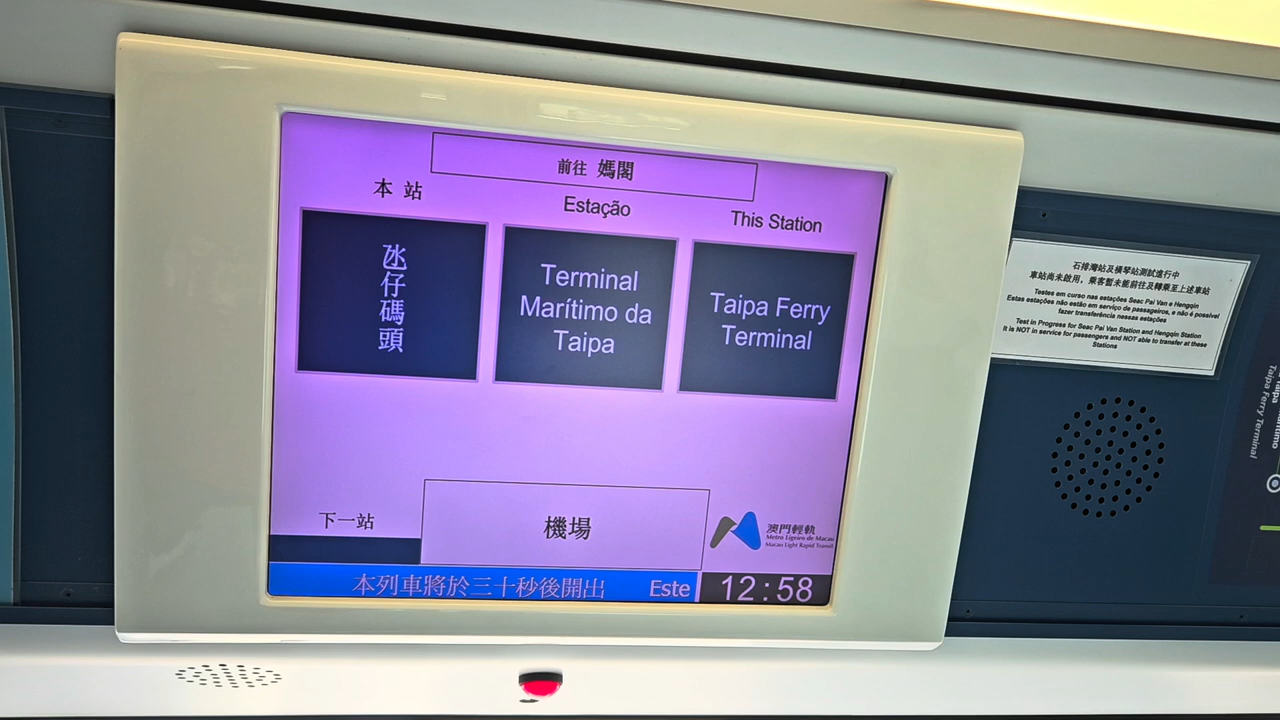 前往 媽閣
本 站
Estação
This Station
氹仔碼頭
Terminal
Marítimo da
Taipa
Taipa Ferry
Terminal
下一站
機場
澳門輕軌
Metro Ligeiro de Macau
Macau Light Rapid Transit
本列車將於三十秒後開出 Este
12:58
石排灣站及橫琴站測試進行中
車站尚未啟用，乘客暫未能前往及轉乘至上述車站
Testes em curso nas estações Seac Pai Van e Hengqin
Estas estações não estão em serviço de passageiros, e não é possível
fazer transferência nessas estações
Test in Progress for Seac Pai Van Station and Hengqin Station
It is NOT in service for passengers and NOT able to transfer at these
Stations
Taipa Ferry Terminal